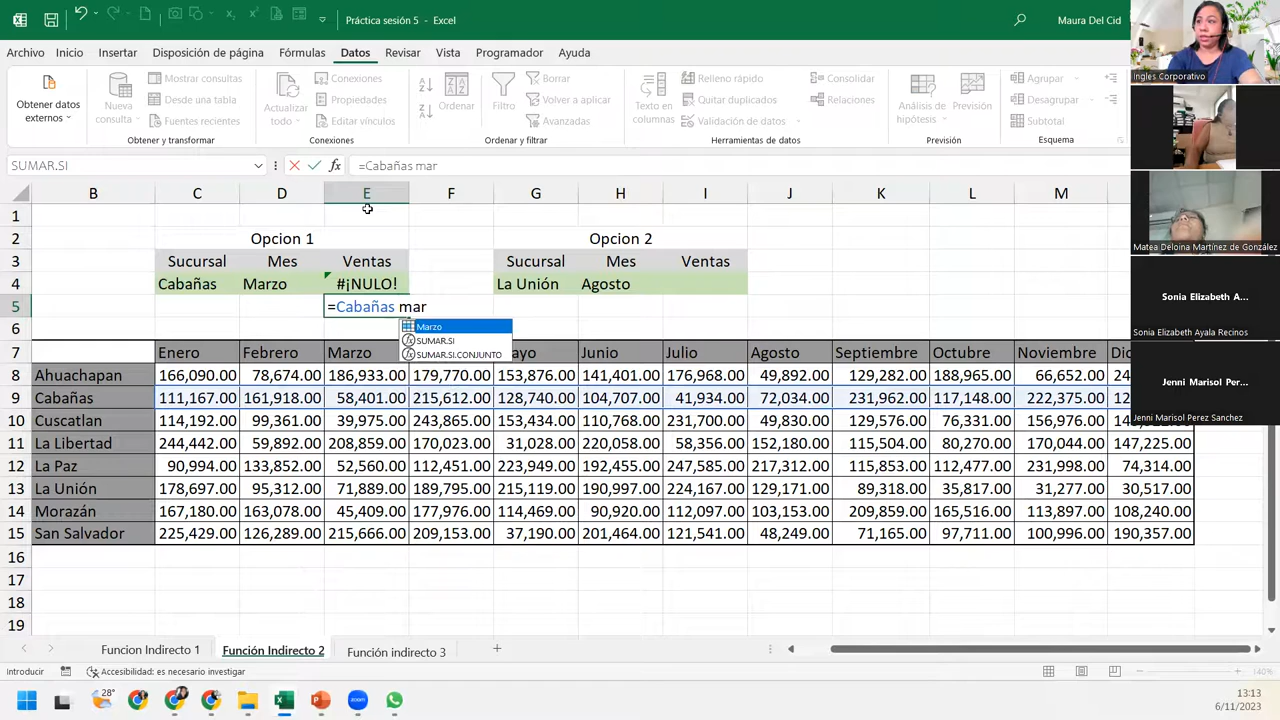 Práctica sesión 5 - Excel
Maura Del Cid
Archivo Inicio Insertar Disposición de página Fórmulas Datos Revisar Vista Programador Ayuda
Obtener datos externos
Nueva consulta
Mostrar consultas
Desde una tabla
Fuentes recientes
Obtener y transformar
Actualizar todo
Conexiones
Propiedades
Editar vínculos
Conexiones
Ordenar
Filtro
Borrar
Volver a aplicar
Avanzadas
Ordenar y filtrar
Texto en columnas
Relleno rápido
Quitar duplicados
Validación de datos
Consolidar
Relaciones
Herramientas de datos
Análisis de hipótesis
Previsión
Previsión
Agrupar
Desagrupar
Subtotal
Esquema
Ingles Corporativo
Matea Deloina Martínez de González
Sonia Elizabeth A...
Sonia Elizabeth Ayala Recinos
Jenni Marisol Per...
Jenni Marisol Perez Sanchez
SUMAR.SI fx =Cabañas mar
B C D E F G H I J K L M
1
2 Opcion 1 Opcion 2
3 Sucursal Mes Ventas Sucursal Mes Ventas
4 Cabañas Marzo #¡NULO! La Unión Agosto
5 =Cabañas mar
Marzo
SUMAR.SI
SUMAR.SI.CONJUNTO
6
7 Enero Febrero Marzo ayo Junio Julio Agosto Septiembre Octubre Noviembre Dic
8 Ahuachapan 166,090.00 78,674.00 186,933.00 179,770.00 153,876.00 141,401.00 176,968.00 49,892.00 129,282.00 188,965.00 66,652.00 24
9 Cabañas 111,167.00 161,918.00 58,401.00 215,612.00 128,740.00 104,707.00 41,934.00 72,034.00 231,962.00 117,148.00 222,375.00 12
10 Cuscatlan 114,192.00 99,361.00 39,975.00 243,865.00 153,434.00 110,768.00 231,700.00 49,830.00 129,576.00 76,331.00 156,976.00
11 La Libertad 244,442.00 59,892.00 208,859.00 170,070.00 31,028.00 220,058.00 58,356.00 152,180.00 115,504.00 80,270.00 170,044.00 147,225.00
12 La Paz 90,994.00 133,852.00 52,560.00 112,451.00 223,949.00 192,455.00 247,585.00 217,312.00 115,853.00 112,477.00 231,998.00 74,314.00
13 La Unión 178,697.00 95,312.00 71,889.00 189,795.00 215,119.00 190,997.00 224,167.00 129,171.00 89,318.00 35,817.00 31,277.00 30,517.00
14 Morazán 167,180.00 163,078.00 45,409.00 177,976.00 114,469.00 90,920.00 112,097.00 103,153.00 209,859.00 165,516.00 113,897.00 108,240.00
15 San Salvador 225,429.00 126,289.00 215,666.00 209,153.00 37,190.00 201,464.00 121,541.00 48,249.00 71,165.00 97,711.00 100,996.00 190,357.00
16
17
18
19
Funcion Indirecto 1 Función Indirecto 2 Función indirecto 3
Introducir Accesibilidad: es necesario investigar 140%
28°
13:13
6/11/2023